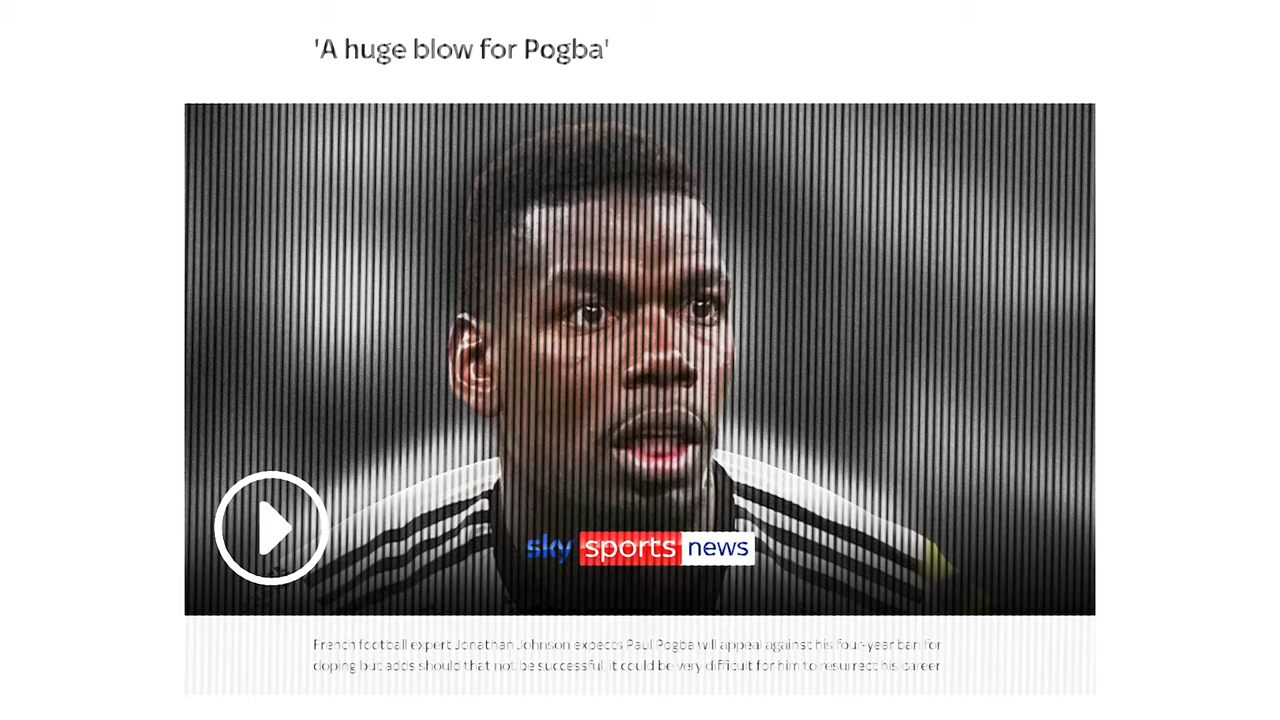 'A huge blow for Pogba'
sky sports news
French football expert Jonathan Johnson expects Paul Pogba will appeal against his four-year ban for
doping but adds should that not be successful, it could be very difficult for him to resurrect his career